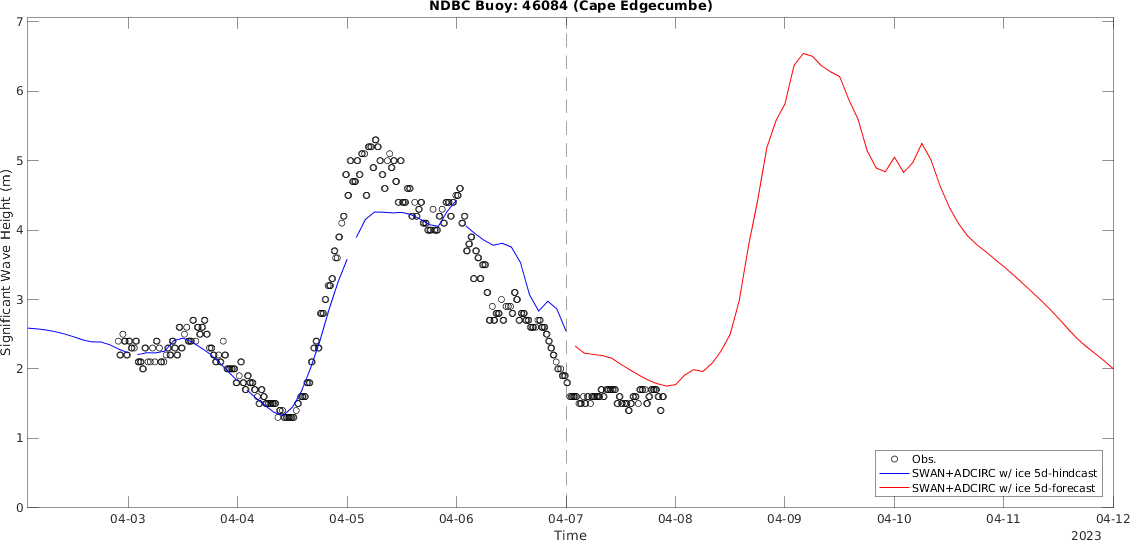 NDBC Buoy: 46084 (Cape Edgecumbe)
Significant Wave Height (m)
7
6
5
4
3
2
1
0
Obs.
SWAN+ADCIRC w/ ice 5d-hindcast
SWAN+ADCIRC w/ ice 5d-forecast
04-03 04-04 04-05 04-06 04-07 04-08 04-09 04-10 04-11 04-12
Time
2023